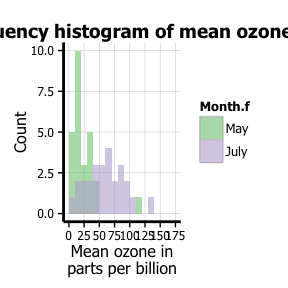 uency histogram of mean ozone
10.0
7.5
5.0
2.5
0.0
Count
0 25 50 75 100 125 150 175
Mean ozone in
parts per billion
Month.f
May
July